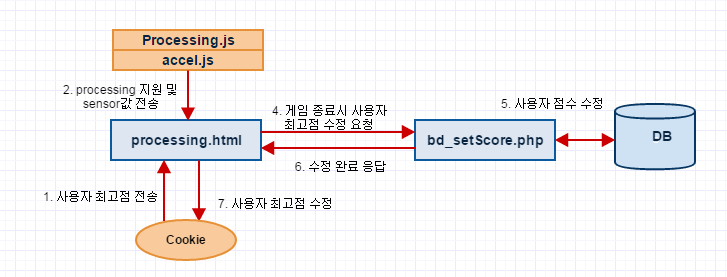 Processing.js
accel.js
2. processing 지원 및
sensor값 전송
4. 게임 종료시 사용자
최고점 수정 요청
5. 사용자 점수 수정
processing.html
bd_setScore.php
DB
6. 수정 완료 응답
1. 사용자 최고점 전송
7. 사용자 최고점 수정
Cookie